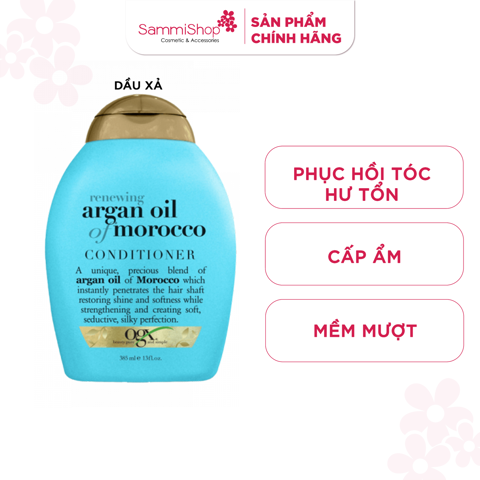 SammiShop
Cosmetic & Accessories
SẢN PHẨM
CHÍNH HÃNG
DẦU XẢ
renewing
argan oil
of morocco
CONDITIONER
A unique, precious blend of
argan oil of Morocco which
instantly penetrates the hair shaft
restoring shine and softness while
strengthening and creating soft,
seductive, silky perfection.
ogx
385 ml e 13 fl oz
PHỤC HỒI TÓC
HƯ TỔN
CẤP ẨM
MỀM MƯỢT